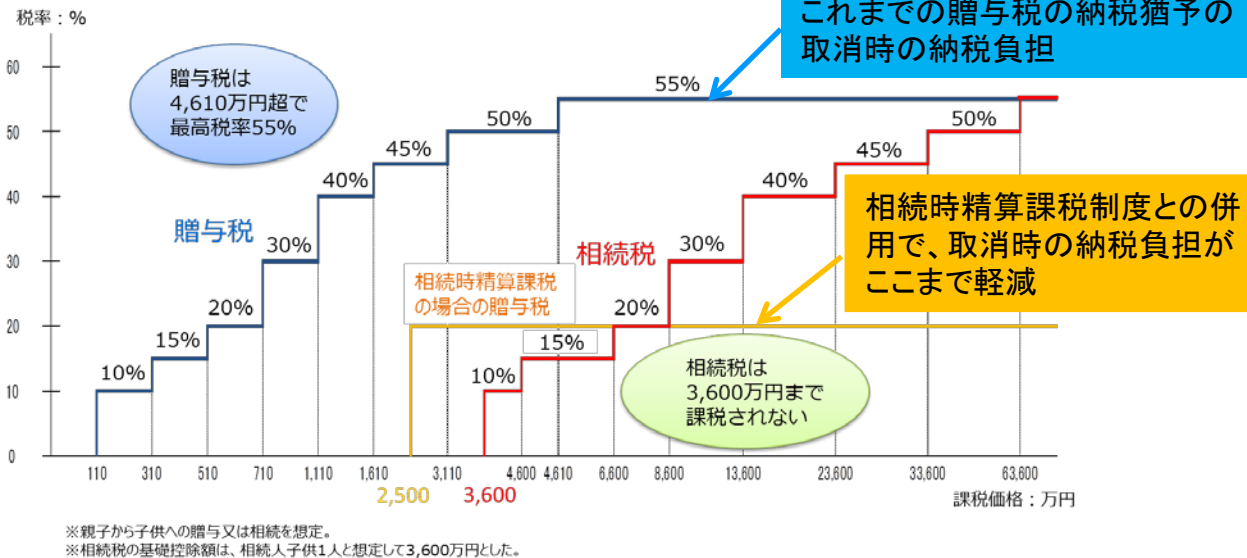 税率：%
これまでの贈与税の納税猶予の
取消時の納税負担
60
50
40
30
20
10
0
贈与税は
4,610万円超で
最高税率55%
贈与税
10%
15%
20%
30%
40%
45%
50%
55%
相続時精算課税
の場合の贈与税
相続税
10%
15%
20%
30%
40%
45%
50%
相続時精算課税制度との併
用で、取消時の納税負担が
ここまで軽減
相続税は
3,600万円まで
課税されない
110 310 510 710 1,110 1,610 3,110 4,600 4,610 6,600 8,600 13,600 23,600 33,600 63,600
2,500 3,600
課税価格：万円
※親子から子供への贈与又は相続を想定。
※相続税の基礎控除額は、相続人子供1人と想定して3,600万円とした。